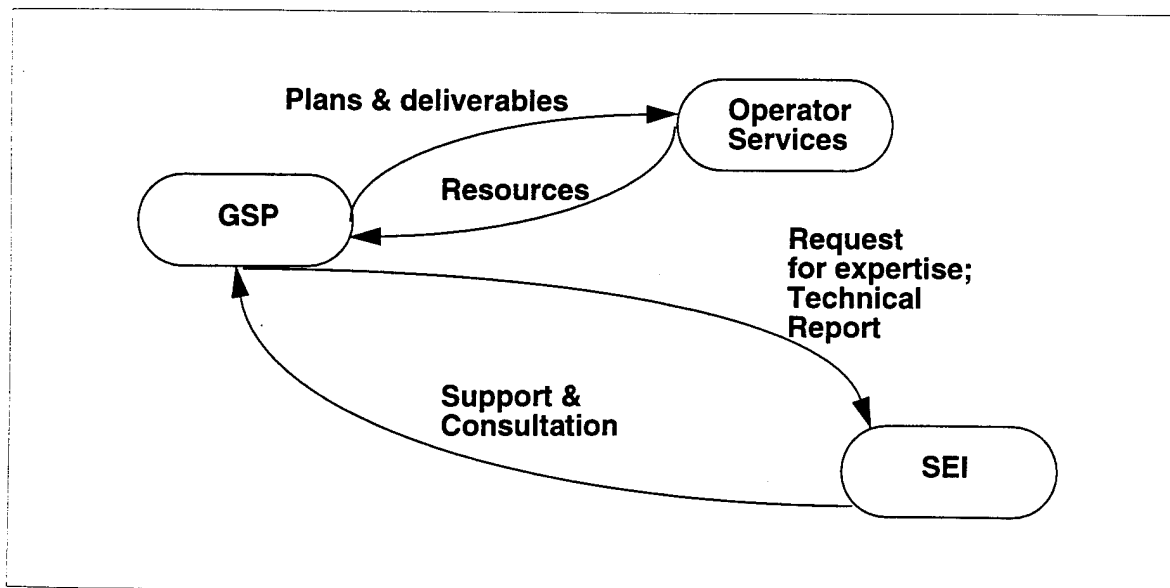 Plans & deliverables
Operator
Services
Resources
GSP
Request
for expertise;
Technical
Report
Support &
Consultation
SEI